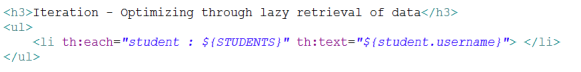 <h3>Iteration - Optimizing through lazy retrieval of data</h3>
<ul>
<li th:each="student : ${STUDENTS}" th:text="${student.username}"> </li>
</ul>